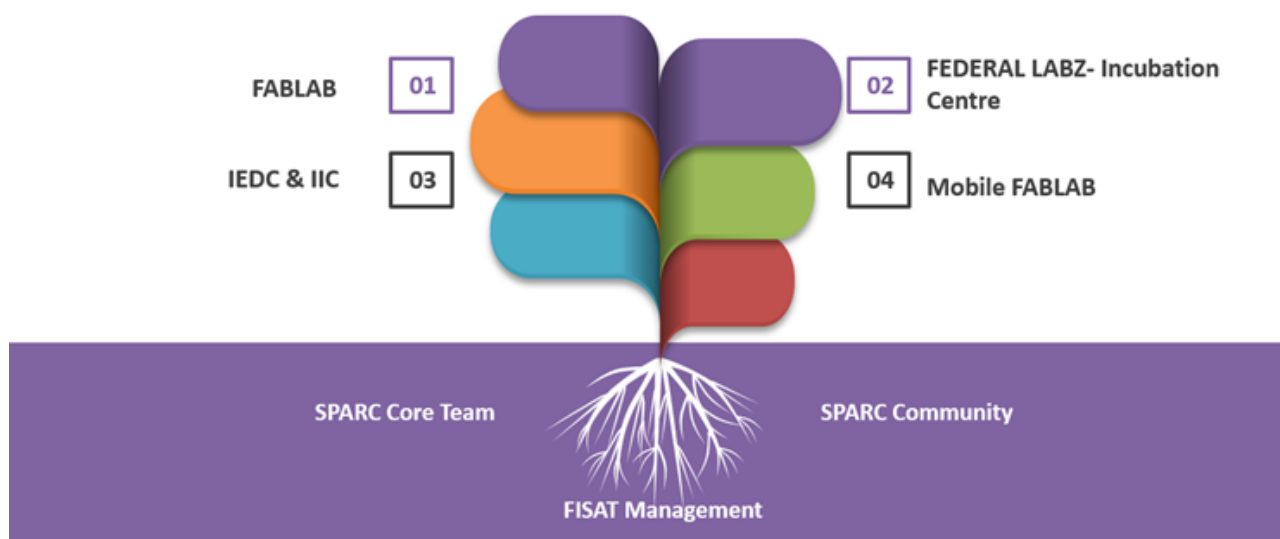 FABLAB
01
02
FEDERAL LABZ- Incubation
Centre
IEDC & IIC
03
04
Mobile FABLAB
SPARC Core Team
SPARC Community
FISAT Management